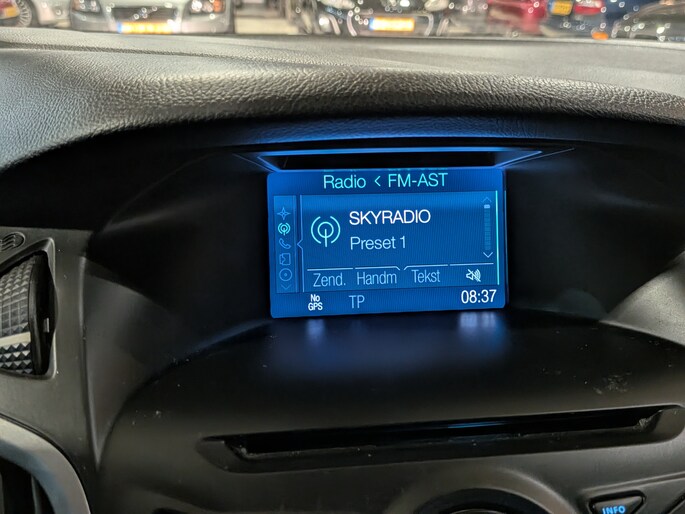 Radio < FM-AST
SKYRADIO
Preset 1
Zend. Handm Tekst
No GPS TP 08:37
INFO